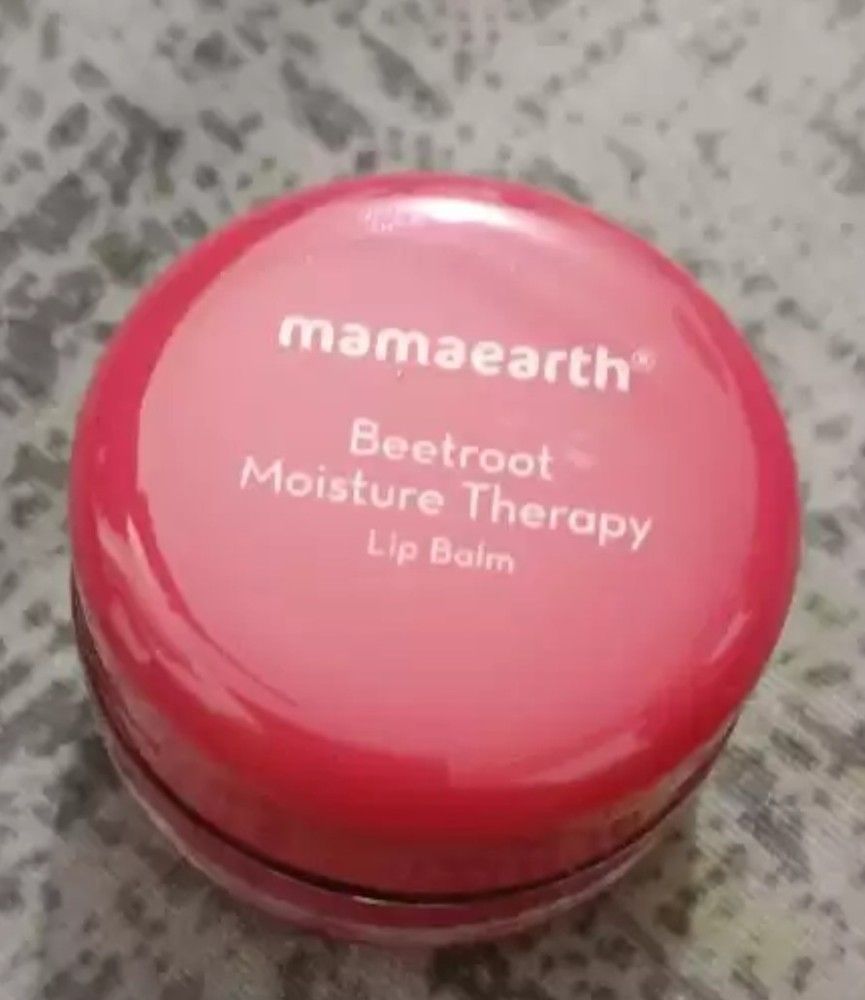 mamaearth®
Beetroot
Moisture Therapy
Lip Balm